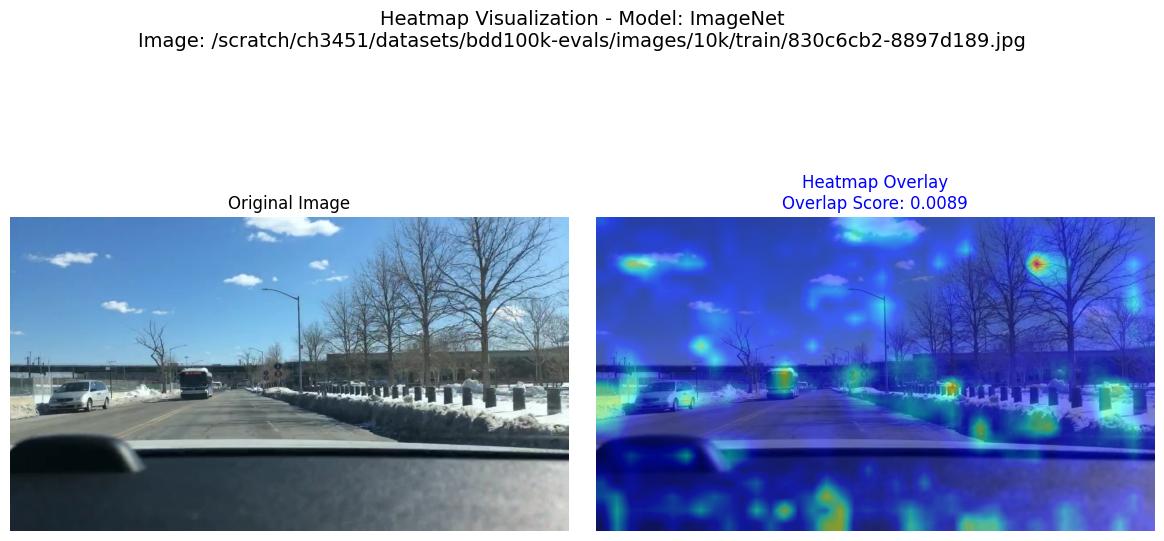 Heatmap Visualization - Model: ImageNet
Image: /scratch/ch3451/datasets/bdd100k-evals/images/10k/train/830c6cb2-8897d189.jpg
Original Image
Heatmap Overlay
Overlap Score: 0.0089